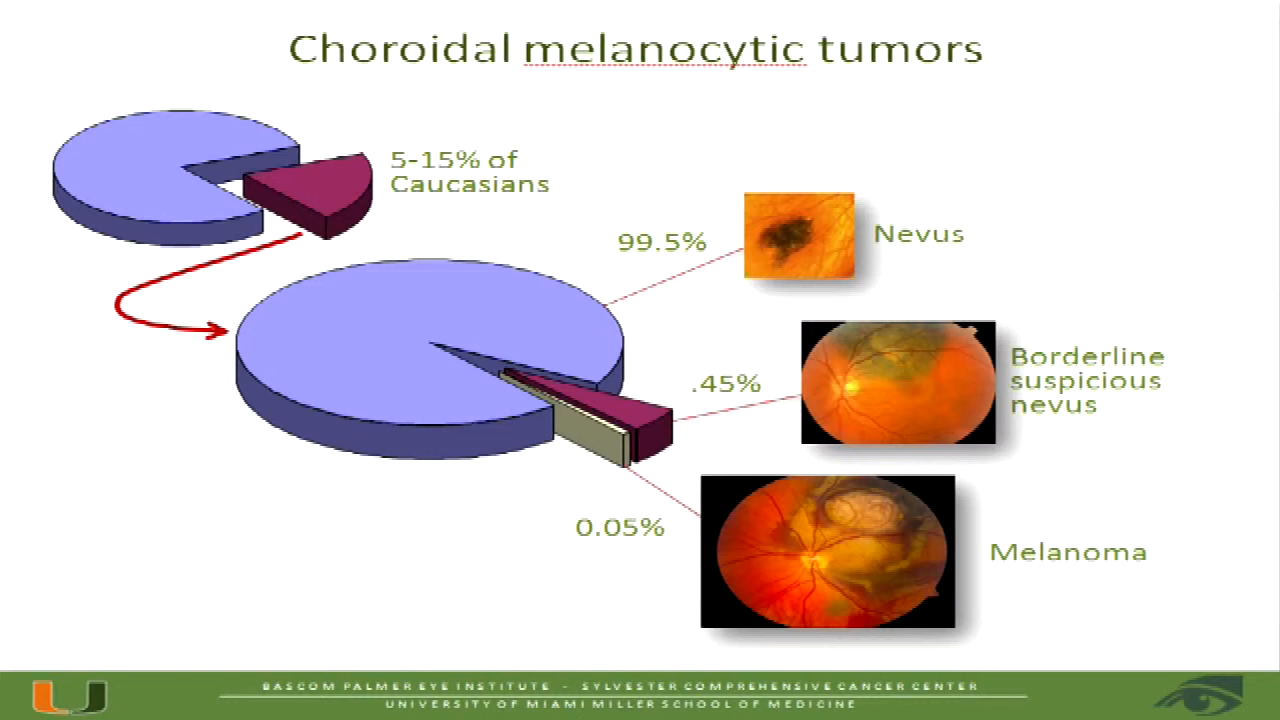 Choroidal melanocytic tumors
5-15% of
Caucasians
99.5%
Nevus
.45%
Borderline
suspicious
nevus
0.05%
Melanoma
BASCOM PALMER EYE INSTITUTE - SYLVESTER COMPREHENSIVE CANCER CENTER
UNIVERSITY OF MIAMI MILLER SCHOOL OF MEDICINE